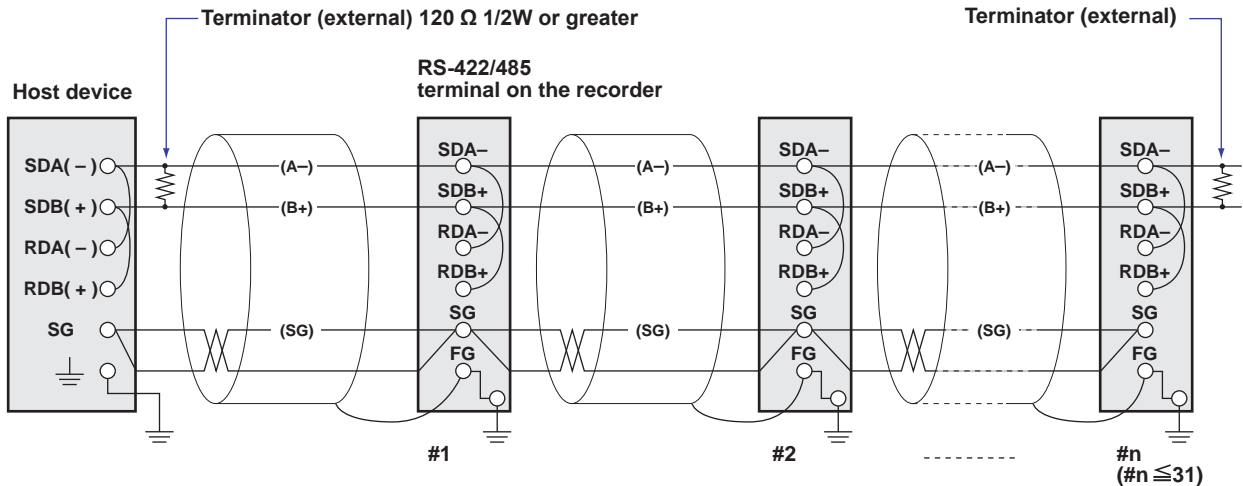 Terminator (external) 120 Ω 1/2W or greater
Terminator (external)
RS-422/485
terminal on the recorder
Host device
SDA( – )
SDB( + )
RDA( – )
RDB( + )
SG
(A–)
(B+)
(SG)
SDA–
SDB+
RDA–
RDB+
SG
FG
#1
(A–)
(B+)
(SG)
SDA–
SDB+
RDA–
RDB+
SG
FG
#2
(A–)
(B+)
(SG)
SDA–
SDB+
RDA–
RDB+
SG
FG
#n
(#n ≦31)